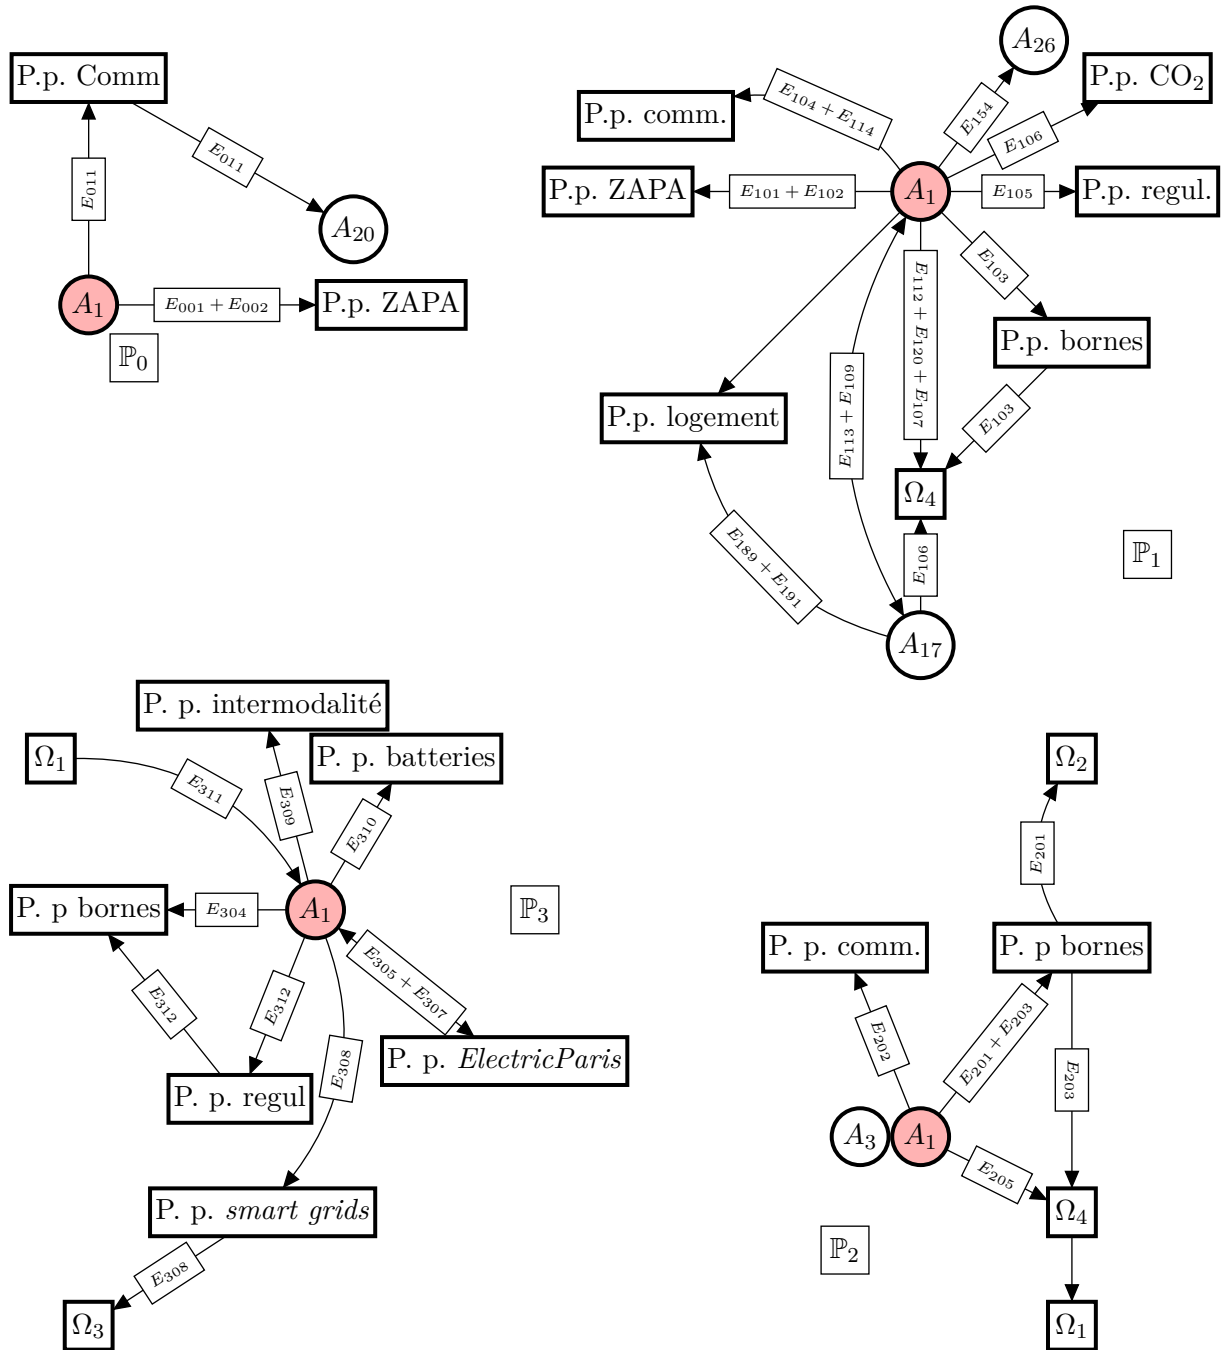 P.p. Comm
E₀₁₁
E₀₁₁
A₂₀
A₁
E₀₀₁ + E₀₀₂
P.p. ZAPA
ℙ₀
A₂₆
P.p. CO₂
P.p. comm.
E₁₀₄ + E₁₁₄
E₁₅₄
E₁₀₆
P.p. ZAPA
E₁₀₁ + E₁₀₂
A₁
E₁₀₅
P.p. regul.
E₁₀₃
E₁₁₂ + E₁₂₀ + E₁₀₇
P.p. bornes
E₁₁₃ + E₁₀₉
P.p. logement
E₁₀₃
Ω₄
E₁₈₉ + E₁₉₁
E₁₀₆
ℙ₁
A₁₇
P. p. intermodalité
Ω₁
P. p. batteries
E₃₁₁
E₃₀₉
E₃₁₀
P. p bornes
E₃₀₄
A₁
ℙ₃
E₃₁₂
E₃₁₂
E₃₀₅ + E₃₀₇
E₃₀₈
P. p. ElectricParis
P. p. regul
P. p. smart grids
E₃₀₈
Ω₃
Ω₂
E₂₀₁
P. p. comm.
P. p bornes
E₂₀₂
E₂₀₁ + E₂₀₃
E₂₀₃
A₃
A₁
E₂₀₅
Ω₄
ℙ₂
Ω₁